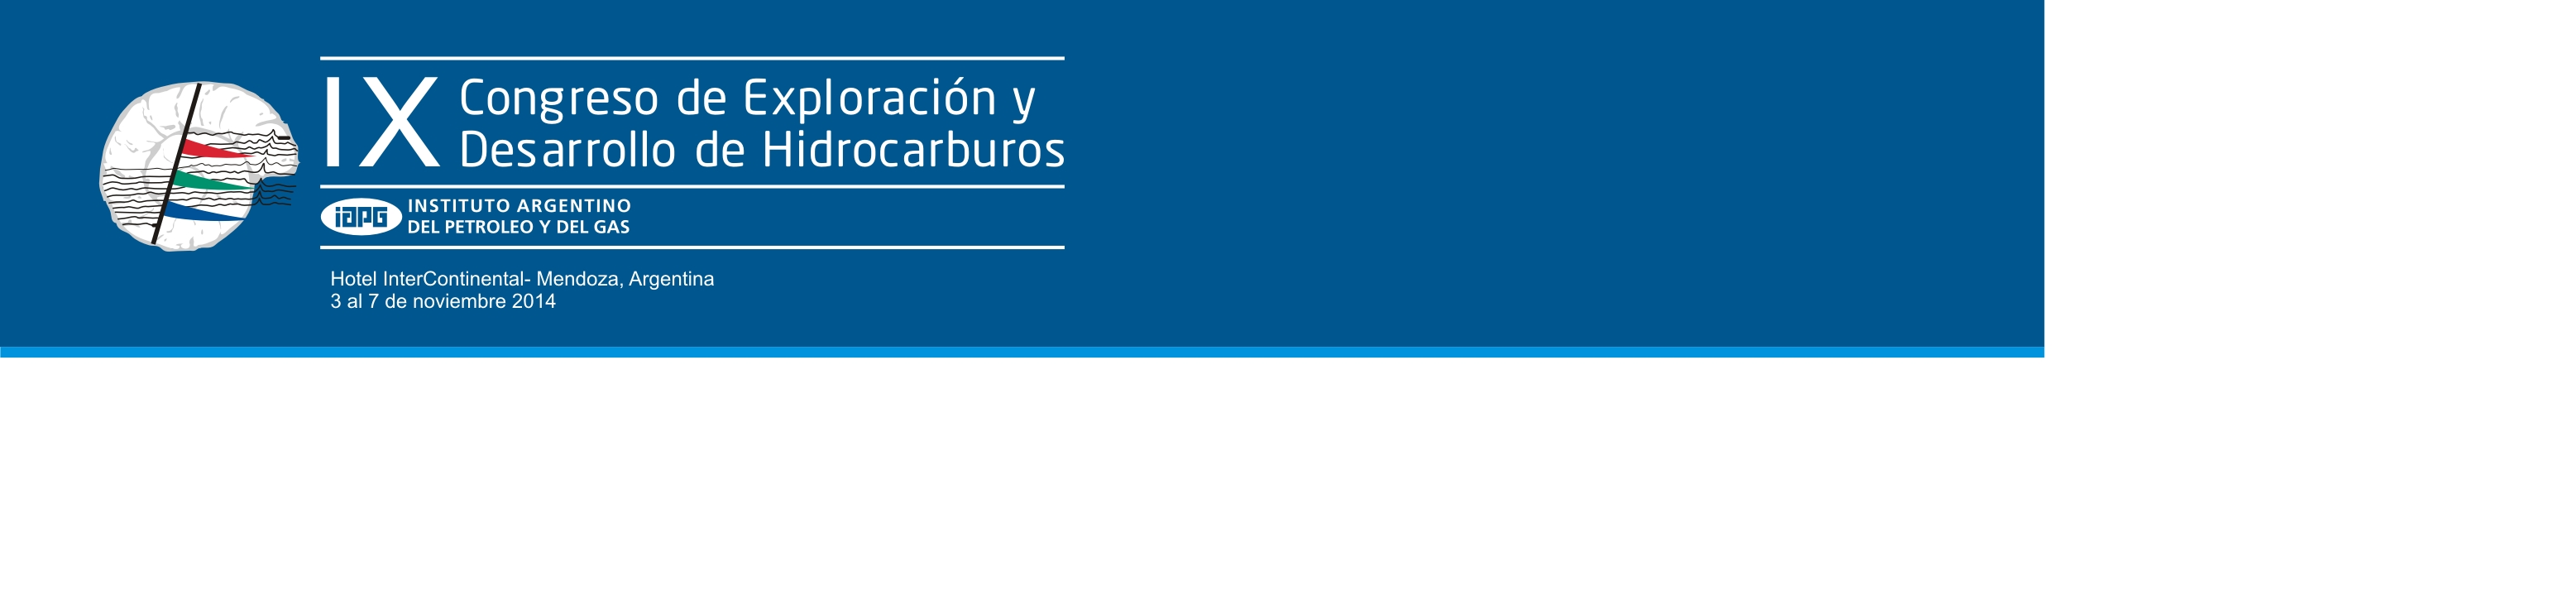 IX Congreso de Exploración y
Desarrollo de Hidrocarburos
iapg INSTITUTO ARGENTINO
DEL PETROLEO Y DEL GAS
Hotel InterContinental- Mendoza, Argentina
3 al 7 de noviembre 2014